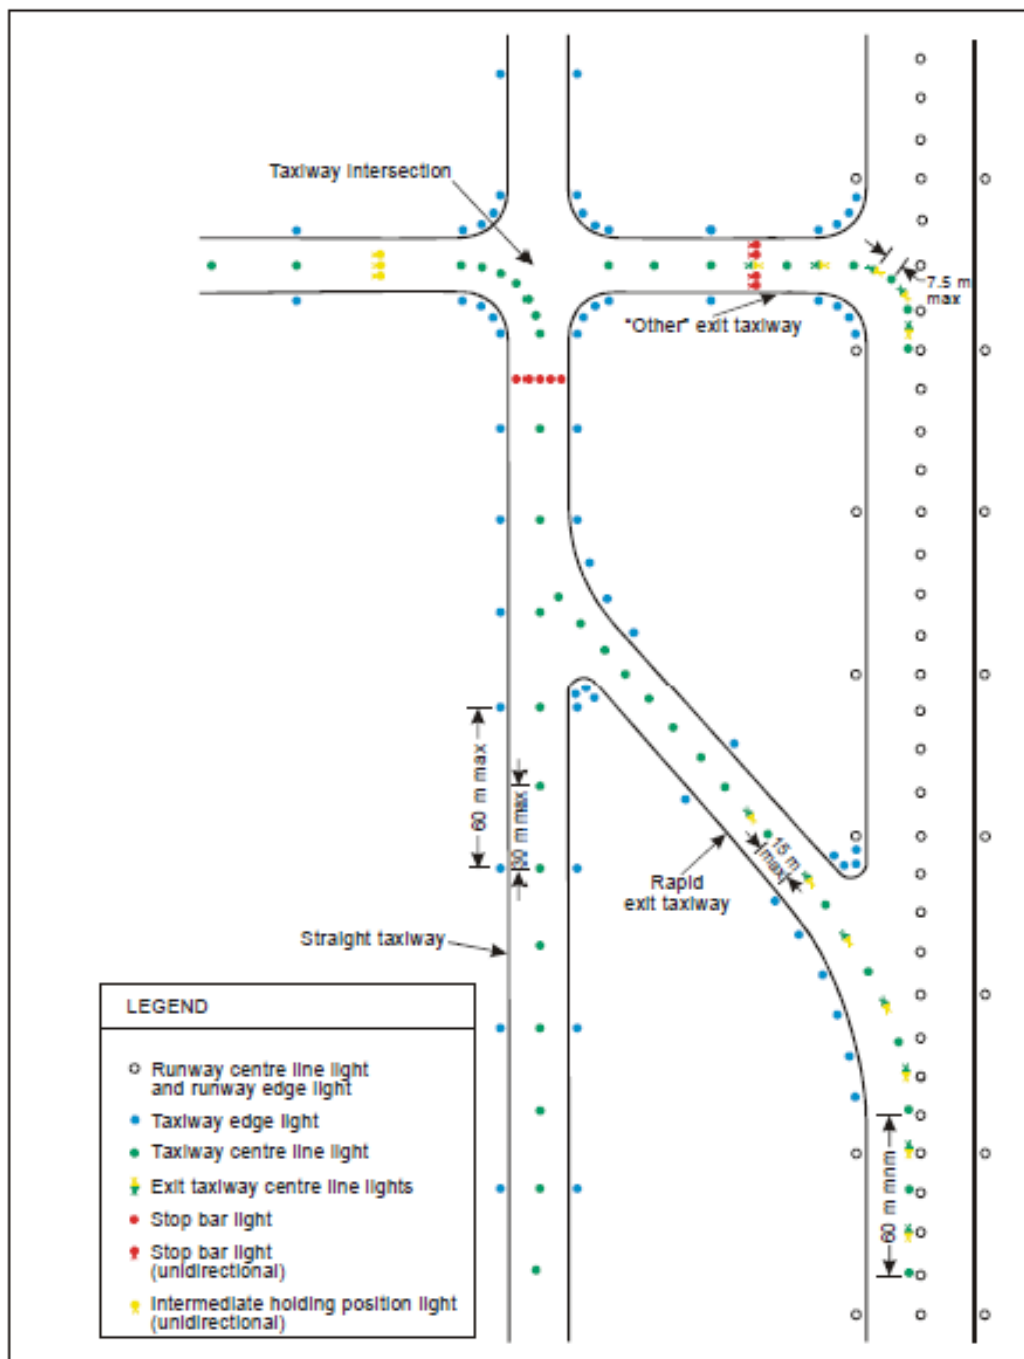 Taxiway intersection
7.5 m
max
"Other" exit taxiway
60 m max
30 m max
15 m
max
Rapid
exit taxiway
Straight taxiway
60 m mnm
LEGEND
Runway centre line light
and runway edge light
Taxiway edge light
Taxiway centre line light
Exit taxiway centre line lights
Stop bar light
Stop bar light
(unidirectional)
Intermediate holding position light
(unidirectional)